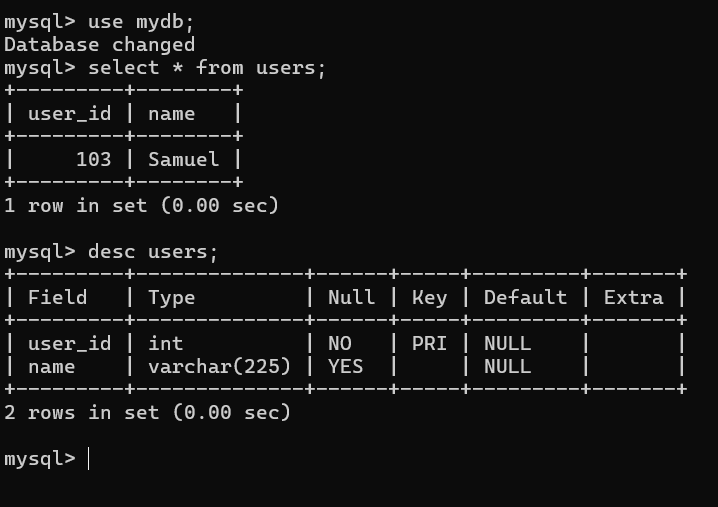 mysql> use mydb;
Database changed
mysql> select * from users;
+---------+--------+
| user_id | name   |
+---------+--------+
|     103 | Samuel |
+---------+--------+
1 row in set (0.00 sec)

mysql> desc users;
+---------+--------------+------+-----+---------+-------+
| Field   | Type         | Null | Key | Default | Extra |
+---------+--------------+------+-----+---------+-------+
| user_id | int          | NO   | PRI | NULL    |       |
| name    | varchar(225) | YES  |     | NULL    |       |
+---------+--------------+------+-----+---------+-------+
2 rows in set (0.00 sec)

mysql>